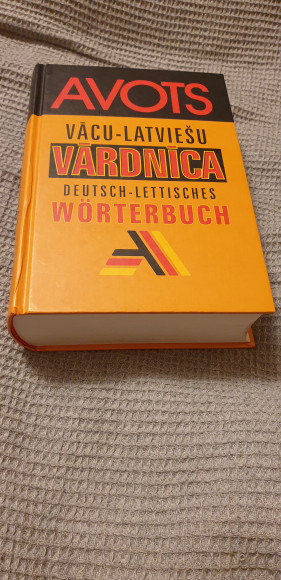 AVOTS
VĀCU-LATVIEŠU
VĀRDNĪCA
DEUTSCH-LETTISCHES
WÖRTERBUCH